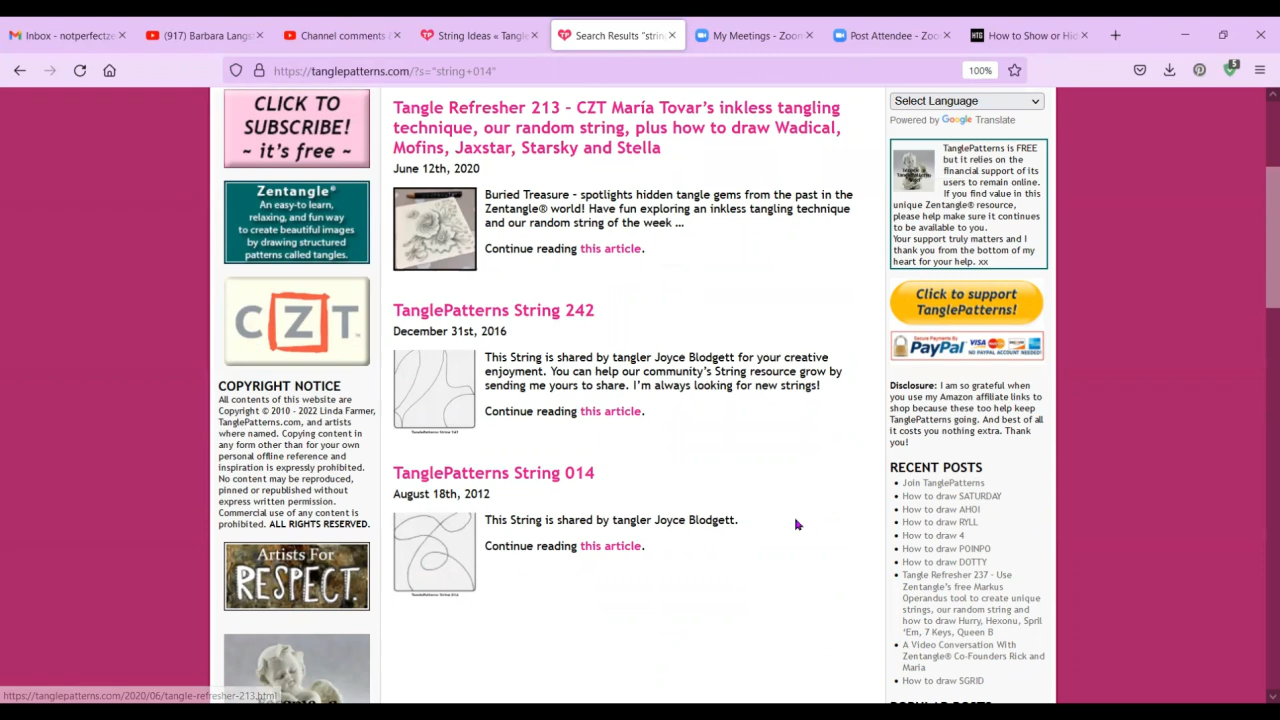 Inbox - notperfectze
(917) Barbara Langs
Channel comments &
String Ideas « Tangle
Search Results "strin
My Meetings - Zoom
Post Attendee - Zoo
HTG How to Show or Hi
https://tanglepatterns.com/?s="string+014"
100%
5
CLICK TO
SUBSCRIBE!
~ it's free ~
Zentangle®
An easy to learn,
relaxing, and fun way
to create beautiful images
by drawing structured
patterns called tangles.
CZT
COPYRIGHT NOTICE
All contents of this website are
Copyright © 2010 - 2022 Linda Farmer,
TanglePatterns.com, and artists
where named. Copying content in
any form other than for your own
personal offline reference and
inspiration is expressly prohibited.
No content may be reproduced,
pinned or republished without
express written permission.
Commercial use of any content is
prohibited. ALL RIGHTS RESERVED.
Artists For
RESPECT.
https://tanglepatterns.com/2020/06/tangle-refresher-213.html
Tangle Refresher 213 – CZT María Tovar's inkless tangling
technique, our random string, plus how to draw Wadical,
Mofins, Jaxstar, Starsky and Stella
June 12th, 2020
Buried Treasure – spotlights hidden tangle gems from the past in the
Zentangle® world! Have fun exploring an inkless tangling technique
and our random string of the week ...
Continue reading this article.
TanglePatterns String 242
December 31st, 2016
This String is shared by tangler Joyce Blodgett for your creative
enjoyment. You can help our community's String resource grow by
sending me yours to share. I'm always looking for new strings!
Continue reading this article.
TanglePatterns String 242
TanglePatterns String 014
August 18th, 2012
This String is shared by tangler Joyce Blodgett.
Continue reading this article.
TanglePatterns String 014
Select Language
Powered by Google Translate
TanglePatterns is FREE
but it relies on the
financial support of its
users to remain online.
If you find value in this
unique Zentangle® resource,
please help make sure it continues
to be available to you.
Your support truly matters and I
thank you from the bottom of my
heart for your help. xx
Click to support
TanglePatterns!
Secure Payments by
PayPal
VISA
NO PAYPAL ACCOUNT REQUIRED
Disclosure: I am so grateful when
you use my Amazon affiliate links to
shop because these too help keep
TanglePatterns going. And best of all
it costs you nothing extra. Thank
you!
RECENT POSTS
Join TanglePatterns
How to draw SATURDAY
How to draw AHOI
How to draw RYLL
How to draw 4
How to draw POINPO
How to draw DOTTY
Tangle Refresher 237 - Use
Zentangle's free Markus
Operandus tool to create unique
strings, our random string and
how to draw Hurry, Hexonu, Spril
'Em, 7 Keys, Queen B
A Video Conversation With
Zentangle® Co-Founders Rick and
Maria
How to draw SGRID